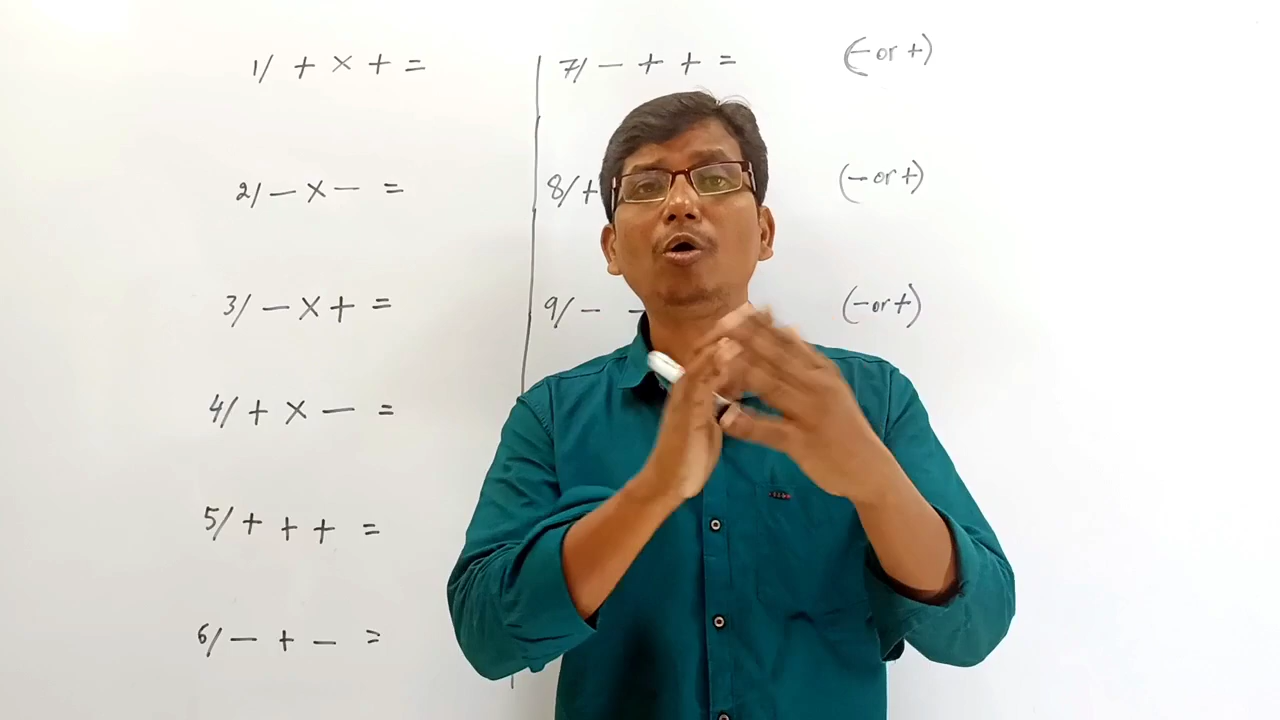 1/ + × + =
2/ − × − =
3/ − × + =
4/ + × − =
5/ + + + =
6/ − + − =
7/ − + + = (− or +)
8/ + (− or +)
9/ − − (− or +)